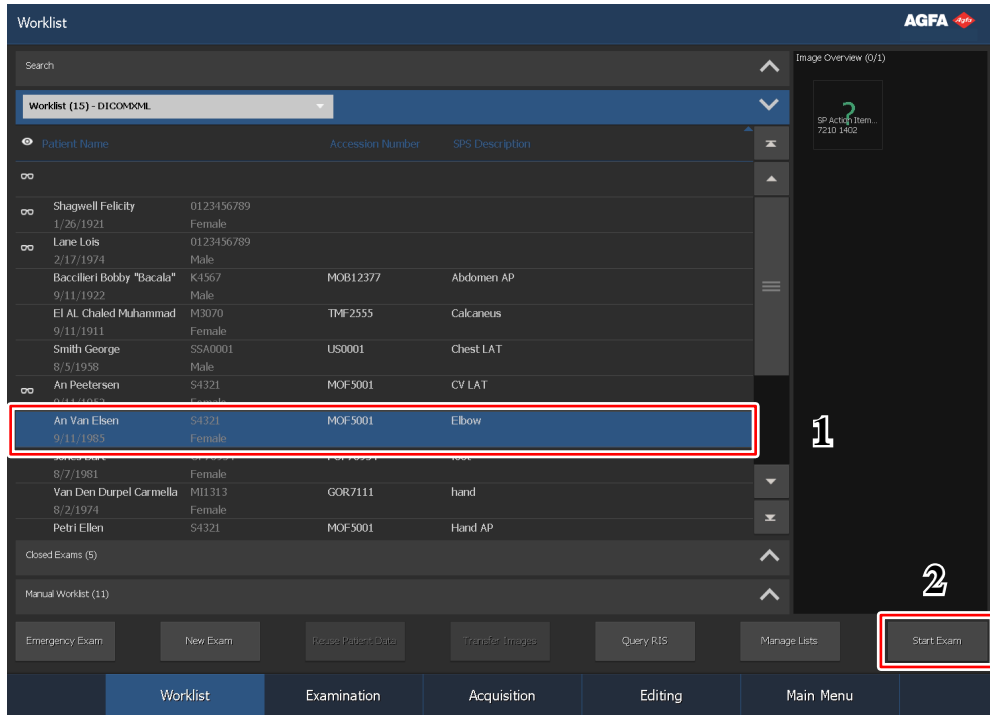 Worklist
AGFA Agfa
Search
Image Overview (0/1)
Worklist (15) - DICOMXML
?
SP Action Item...
7210 1402
Patient Name Accession Number SPS Description
Shagwell Felicity 0123456789
1/26/1921 Female
Lane Lois 0123456789
2/17/1974 Male
Baccilieri Bobby "Bacala" K4567 MOB12377 Abdomen AP
9/11/1922 Male
El AL Chaled Muhammad M3070 TMF2555 Calcaneus
9/11/1911 Female
Smith George SSA0001 US0001 Chest LAT
8/5/1958 Male
An Peetersen S4321 MOF5001 CV LAT
An Van Elsen S4321 MOF5001 Elbow
9/11/1985 Female
1
8/7/1981 Female
Van Den Durpel Carmella MI1313 GOR7111 hand
8/2/1974 Female
Petri Ellen S4321 MOF5001 Hand AP
Closed Exams (5)
Manual Worklist (11)
2
Emergency Exam New Exam Reuse Patient Data Transfer Images Query RIS Manage Lists Start Exam
Worklist Examination Acquisition Editing Main Menu